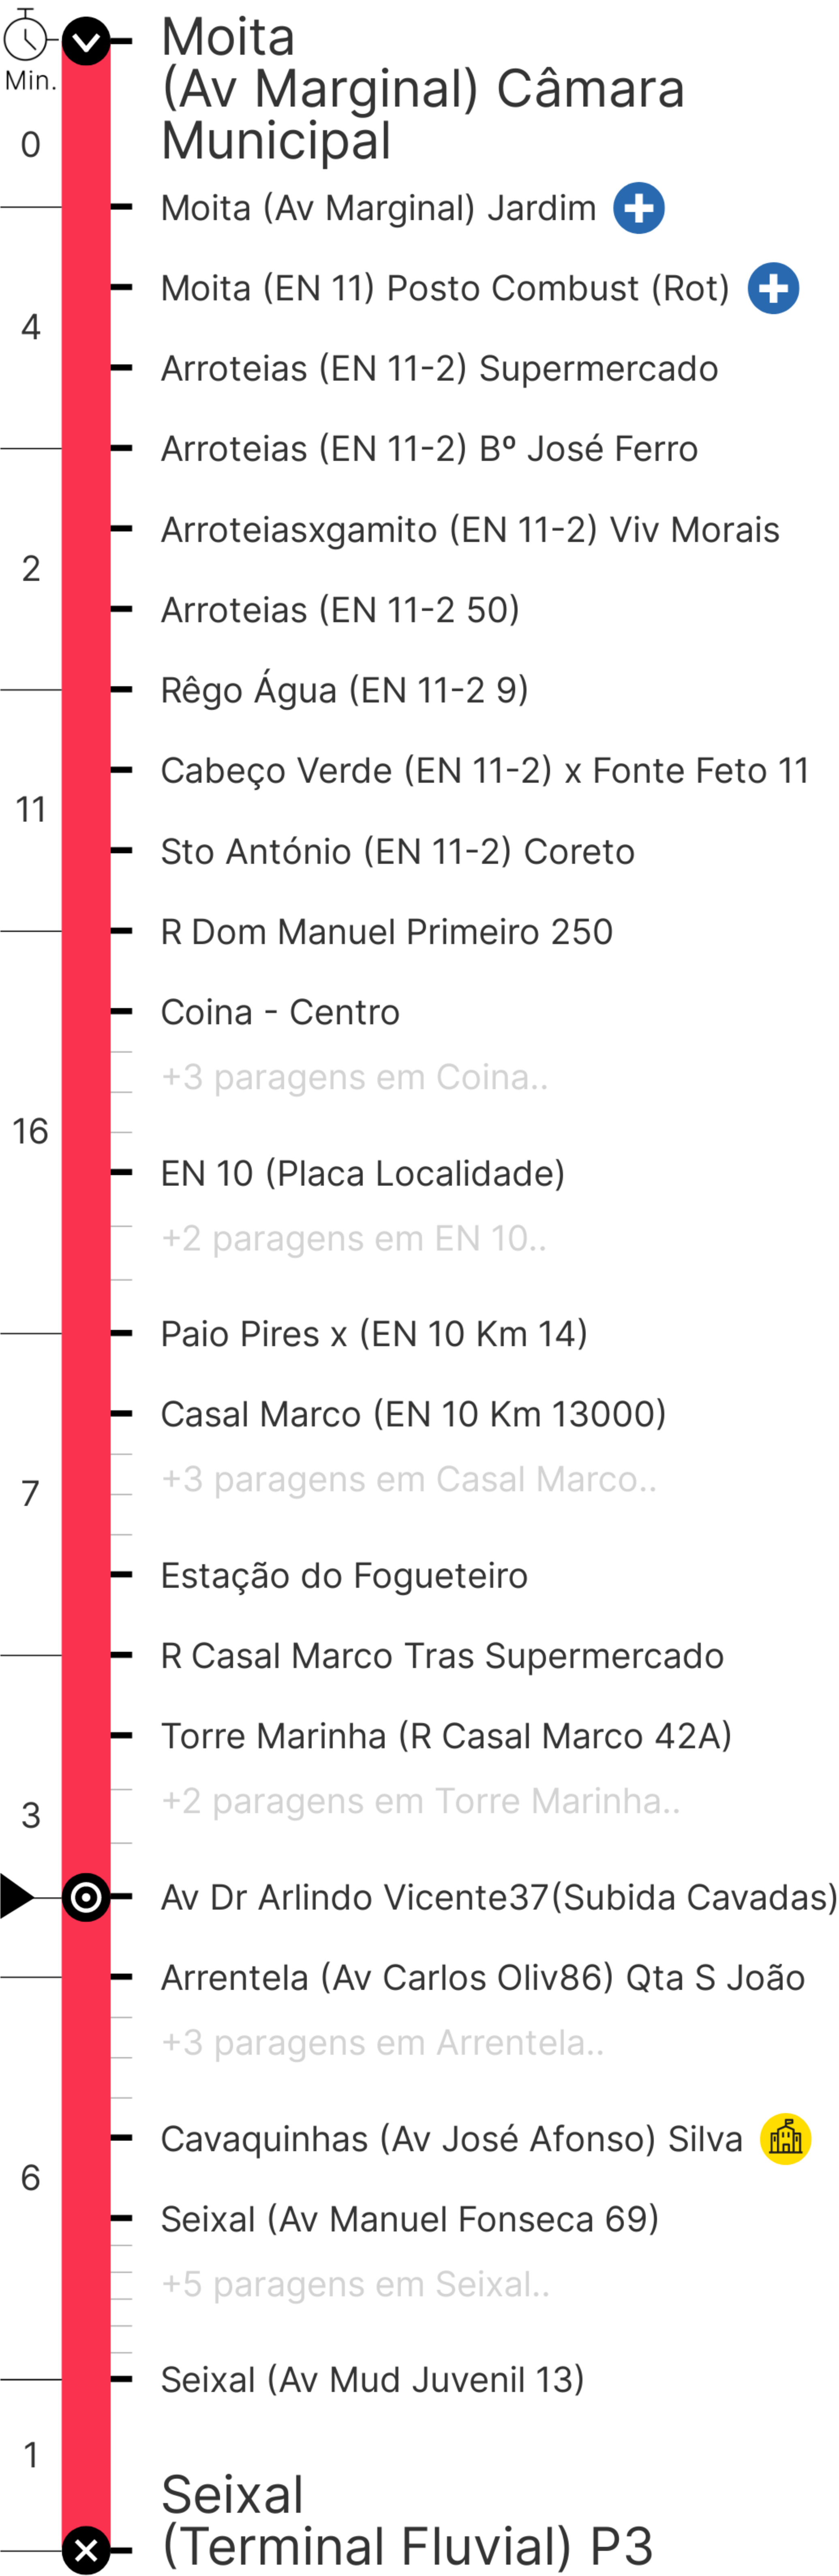 Min.
Moita
(Av Marginal) Câmara
Municipal
0
Moita (Av Marginal) Jardim
Moita (EN 11) Posto Combust (Rot)
4
Arroteias (EN 11-2) Supermercado
Arroteias (EN 11-2) Bº José Ferro
Arroteiasxgamito (EN 11-2) Viv Morais
2
Arroteias (EN 11-2 50)
Rêgo Água (EN 11-2 9)
Cabeço Verde (EN 11-2) x Fonte Feto 11
11
Sto António (EN 11-2) Coreto
R Dom Manuel Primeiro 250
Coina - Centro
+3 paragens em Coina..
16
EN 10 (Placa Localidade)
+2 paragens em EN 10..
Paio Pires x (EN 10 Km 14)
Casal Marco (EN 10 Km 13000)
+3 paragens em Casal Marco..
7
Estação do Fogueteiro
R Casal Marco Tras Supermercado
Torre Marinha (R Casal Marco 42A)
+2 paragens em Torre Marinha..
3
Av Dr Arlindo Vicente37(Subida Cavadas)
Arrentela (Av Carlos Oliv86) Qta S João
+3 paragens em Arrentela..
Cavaquinhas (Av José Afonso) Silva
6
Seixal (Av Manuel Fonseca 69)
+5 paragens em Seixal..
Seixal (Av Mud Juvenil 13)
1
Seixal
(Terminal Fluvial) P3